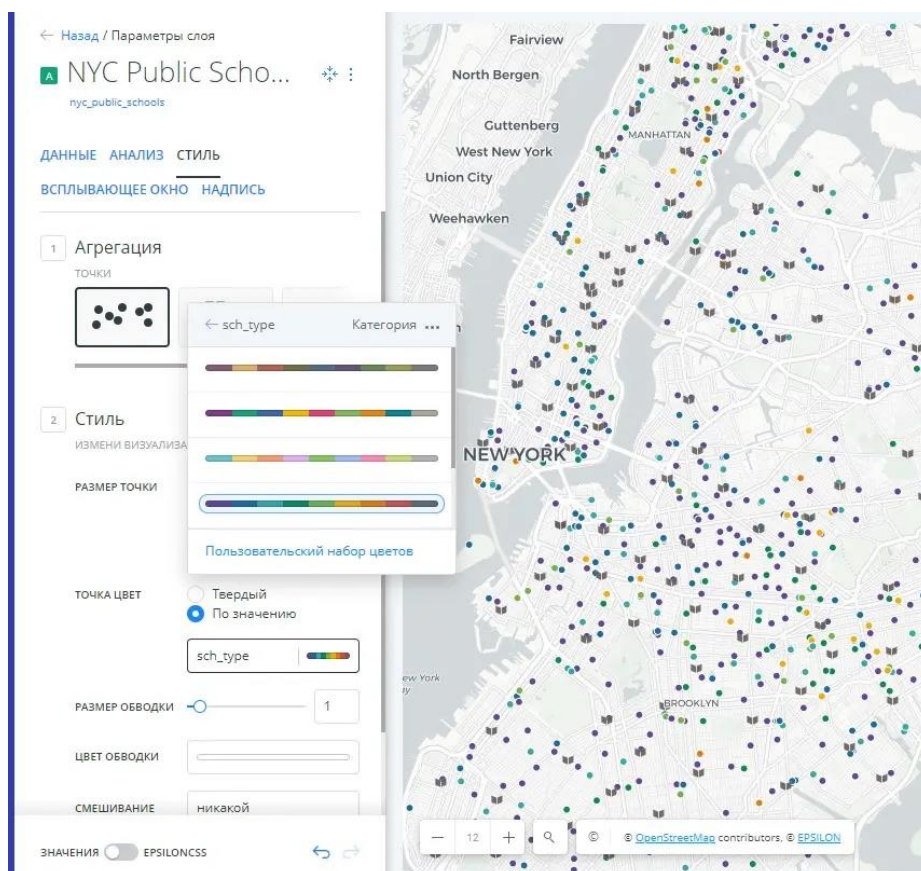 ← Назад / Параметры слоя
A NYC Public Scho...
nyc_public_schools
ДАННЫЕ АНАЛИЗ СТИЛЬ
ВСПЛЫВАЮЩЕЕ ОКНО НАДПИСЬ
1 Агрегация
ТОЧКИ
← sch_type Категория ...
2 Стиль
ИЗМЕНИ ВИЗУАЛИЗА
РАЗМЕР ТОЧКИ
Пользовательский набор цветов
ТОЧКА ЦВЕТ
Твердый
По значению
sch_type
РАЗМЕР ОБВОДКИ 1
ЦВЕТ ОБВОДКИ
СМЕШИВАНИЕ никакой
ЗНАЧЕНИЯ EPSILONCSS
Fairview
North Bergen
Guttenberg
MANHATTAN
West New York
Union City
Weehawken
NEW YORK
ew York
BROOKLYN
— 12 + © © OpenStreetMap contributors, © EPSILON